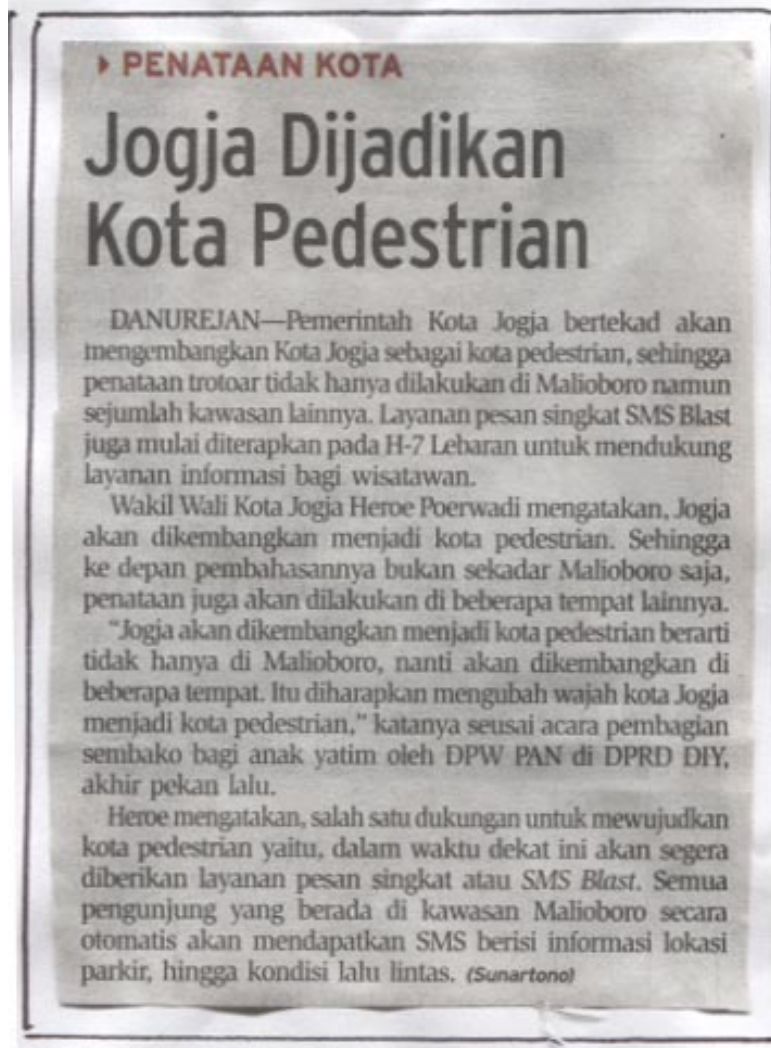 PENATAAN KOTA
Jogja Dijadikan
Kota Pedestrian
DANUREJAN—Pemerintah Kota Jogja bertekad akan
mengembangkan Kota Jogja sebagai kota pedestrian, sehingga
penataan trotoar tidak hanya dilakukan di Malioboro namun
sejumlah kawasan lainnya. Layanan pesan singkat SMS Blast
juga mulai diterapkan pada H-7 Lebaran untuk mendukung
layanan informasi bagi wisatawan.
Wakil Wali Kota Jogja Heroe Poerwadi mengatakan, Jogja
akan dikembangkan menjadi kota pedestrian. Sehingga
ke depan pembahasannya bukan sekadar Malioboro saja,
penataan juga akan dilakukan di beberapa tempat lainnya.
"Jogja akan dikembangkan menjadi kota pedestrian berarti
tidak hanya di Malioboro, nanti akan dikembangkan di
beberapa tempat. Itu diharapkan mengubah wajah kota Jogja
menjadi kota pedestrian," katanya seusai acara pembagian
sembako bagi anak yatim oleh DPW PAN di DPRD DIY,
akhir pekan lalu.
Heroe mengatakan, salah satu dukungan untuk mewujudkan
kota pedestrian yaitu, dalam waktu dekat ini akan segera
diberikan layanan pesan singkat atau SMS Blast. Semua
pengunjung yang berada di kawasan Malioboro secara
otomatis akan mendapatkan SMS berisi informasi lokasi
parkir, hingga kondisi lalu lintas. (Sunartono)